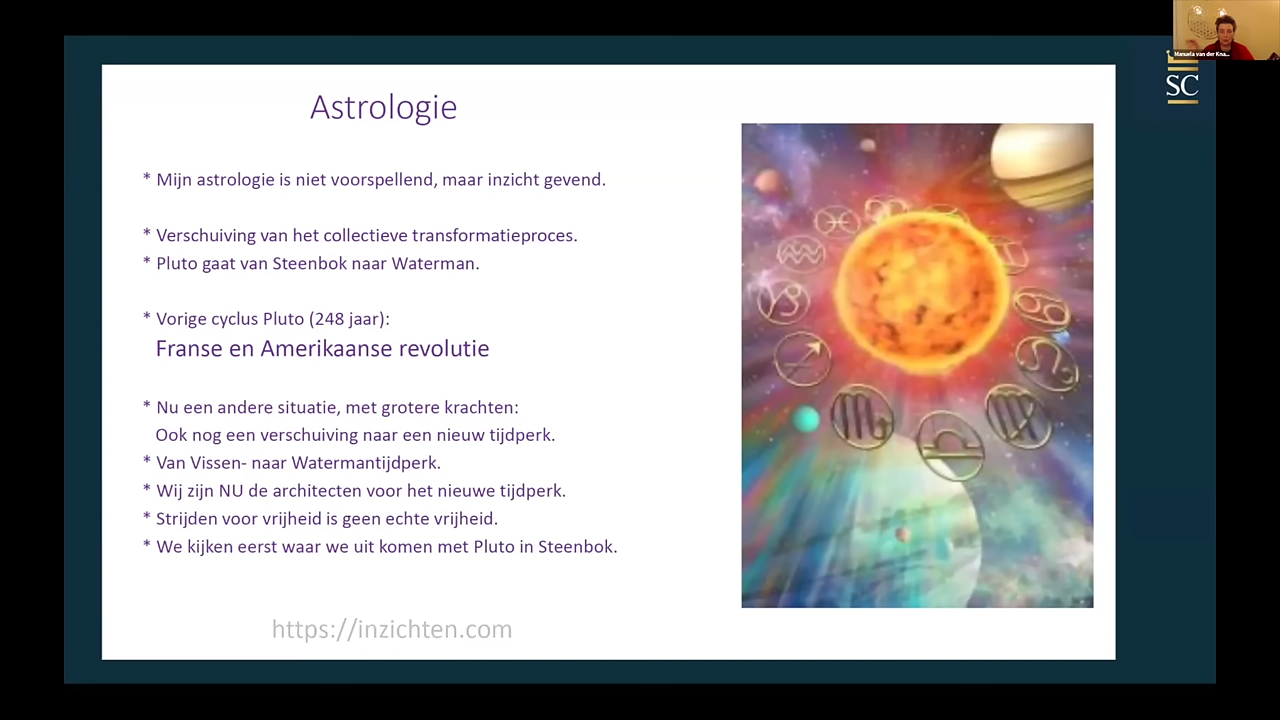 Manuela van der Kna...
SC
Astrologie
* Mijn astrologie is niet voorspellend, maar inzicht gevend.
* Verschuiving van het collectieve transformatieproces.
* Pluto gaat van Steenbok naar Waterman.
* Vorige cyclus Pluto (248 jaar):
Franse en Amerikaanse revolutie
* Nu een andere situatie, met grotere krachten:
Ook nog een verschuiving naar een nieuw tijdperk.
* Van Vissen- naar Watermantijdperk.
* Wij zijn NU de architecten voor het nieuwe tijdperk.
* Strijden voor vrijheid is geen echte vrijheid.
* We kijken eerst waar we uit komen met Pluto in Steenbok.
https://inzichten.com